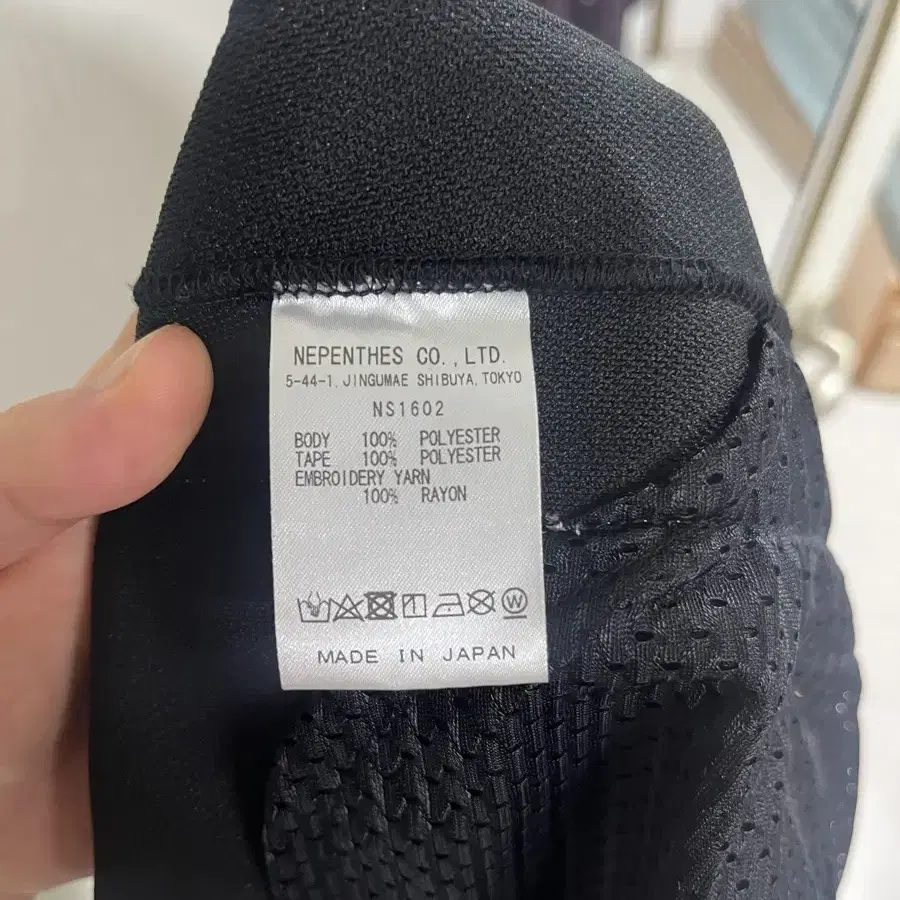 NEPENTHES CO.,LTD.
5-44-1, JINGUMAE SHIBUYA, TOKYO
NS1602
BODY 100% POLYESTER
TAPE 100% POLYESTER
EMBROIDERY YARN
100% RAYON
W
MADE IN JAPAN